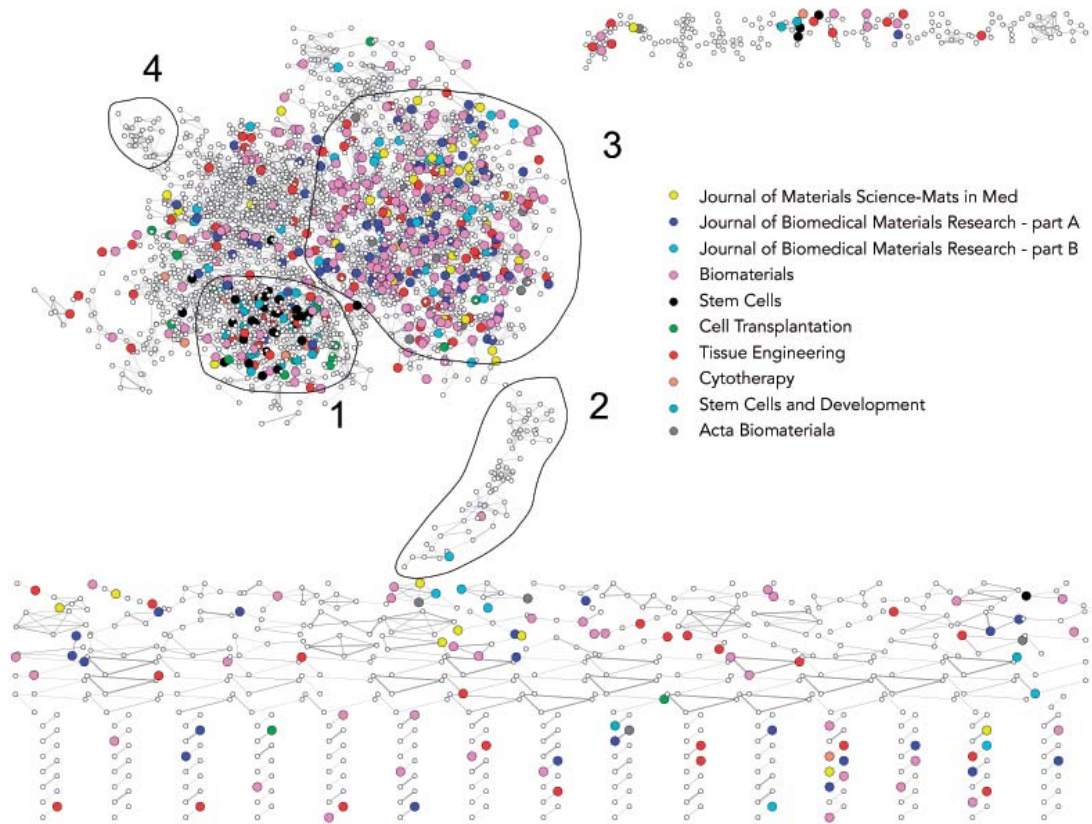 4
3
Journal of Materials Science-Mats in Med
Journal of Biomedical Materials Research - part A
Journal of Biomedical Materials Research - part B
Biomaterials
Stem Cells
Cell Transplantation
Tissue Engineering
Cytotherapy
Stem Cells and Development
Acta Biomateriala
1
2